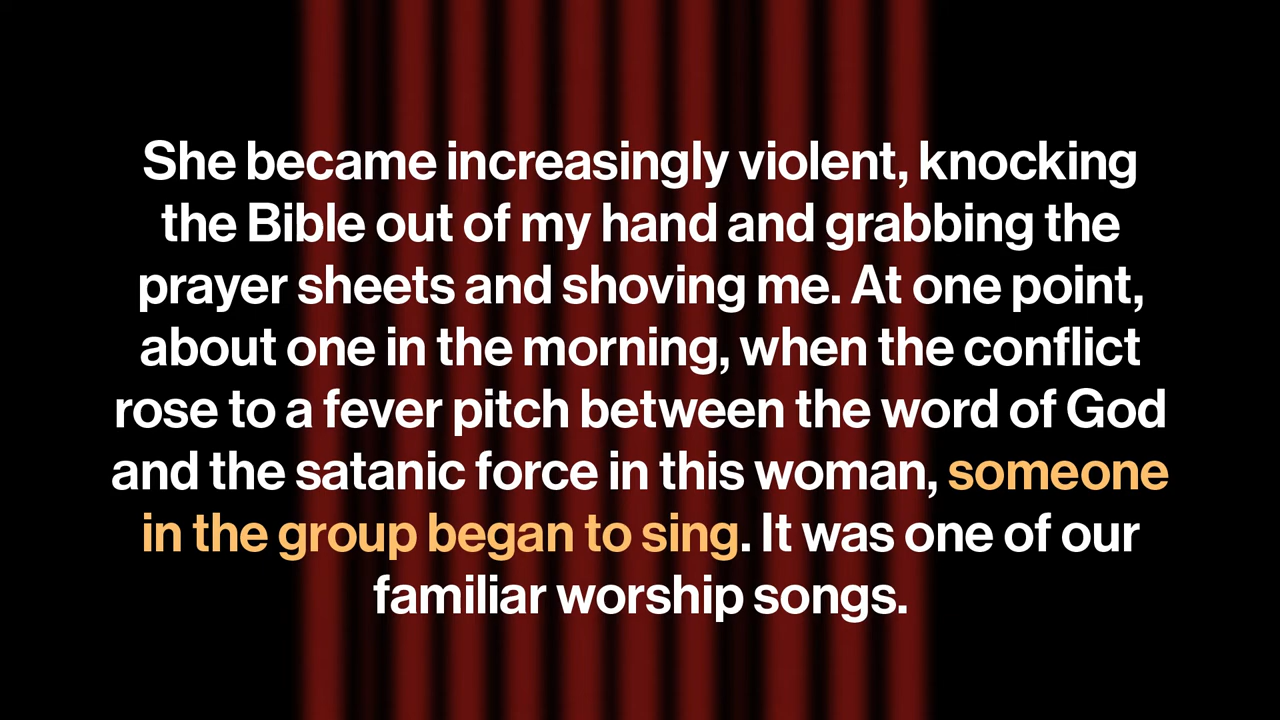 She became increasingly violent, knocking
the Bible out of my hand and grabbing the
prayer sheets and shoving me. At one point,
about one in the morning, when the conflict
rose to a fever pitch between the word of God
and the satanic force in this woman, someone
in the group began to sing. It was one of our
familiar worship songs.